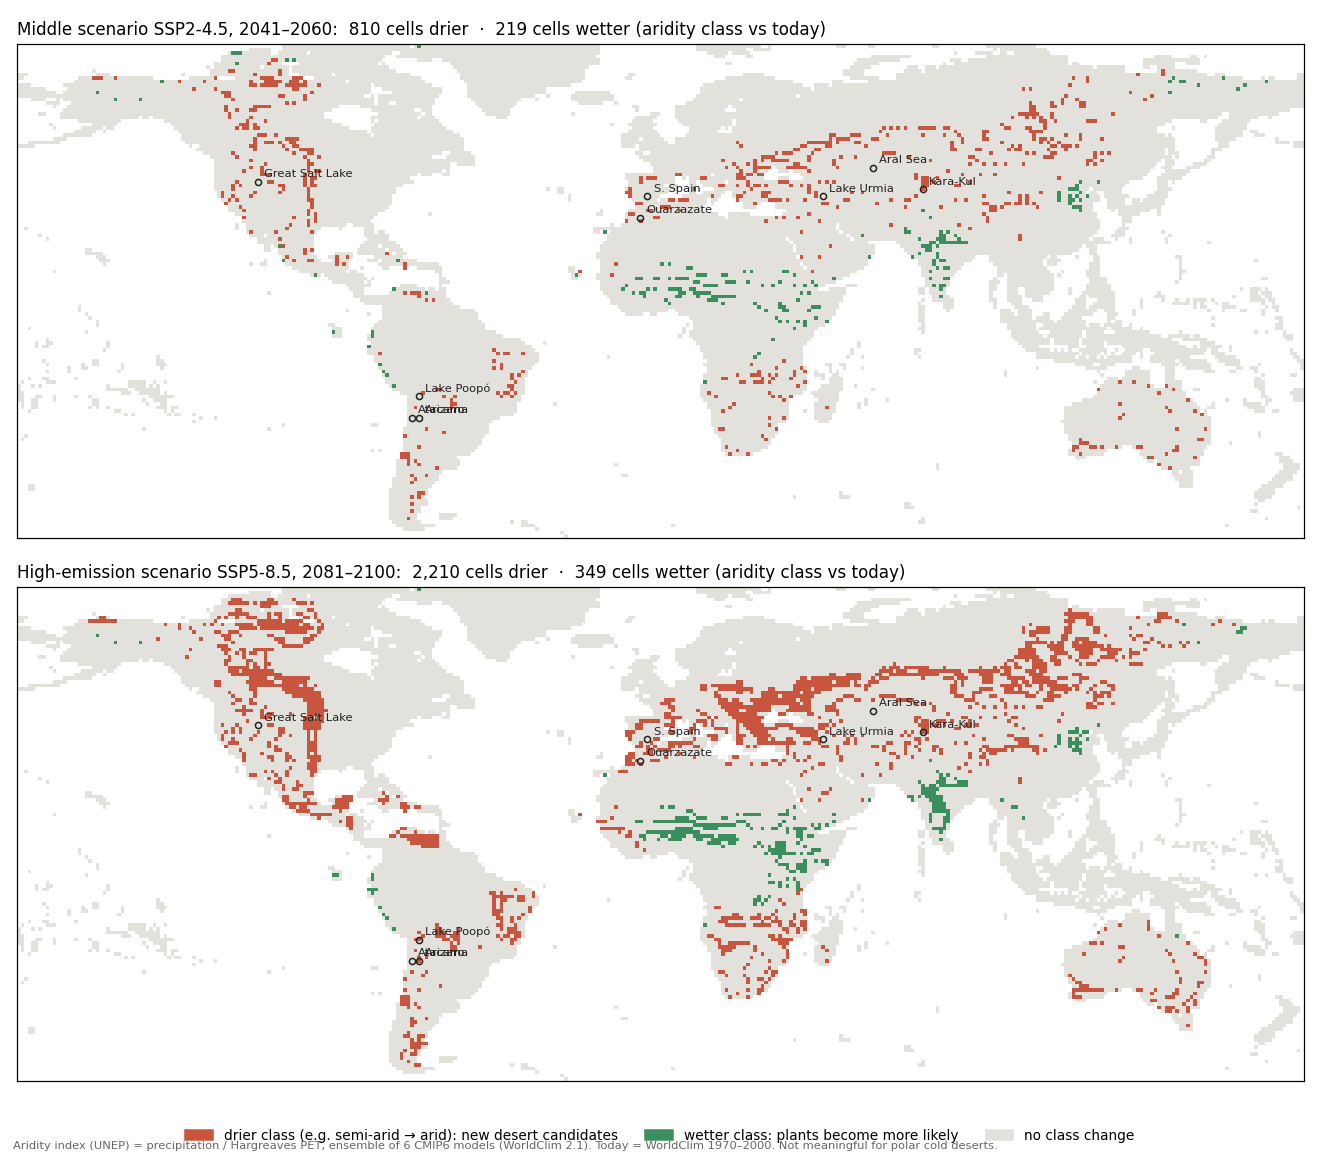 Middle scenario SSP2-4.5, 2041–2060:  810 cells drier  ·  219 cells wetter (aridity class vs today)
Great Salt Lake
Aral Sea
S. Spain
Lake Urmia
Kara-Kul
Ouarzazate
Lake Poopó
High-emission scenario SSP5-8.5, 2081–2100:  2,210 cells drier  ·  349 cells wetter (aridity class vs today)
Great Salt Lake
Aral Sea
S. Spain
Lake Urmia
Kara-Kul
Ouarzazate
Lake Poopó
drier class (e.g. semi-arid → arid): new desert candidates
wetter class: plants become more likely
no class change
Aridity index (UNEP) = precipitation / Hargreaves PET, ensemble of 6 CMIP6 models (WorldClim 2.1). Today = WorldClim 1970–2000. Not meaningful for polar cold deserts.